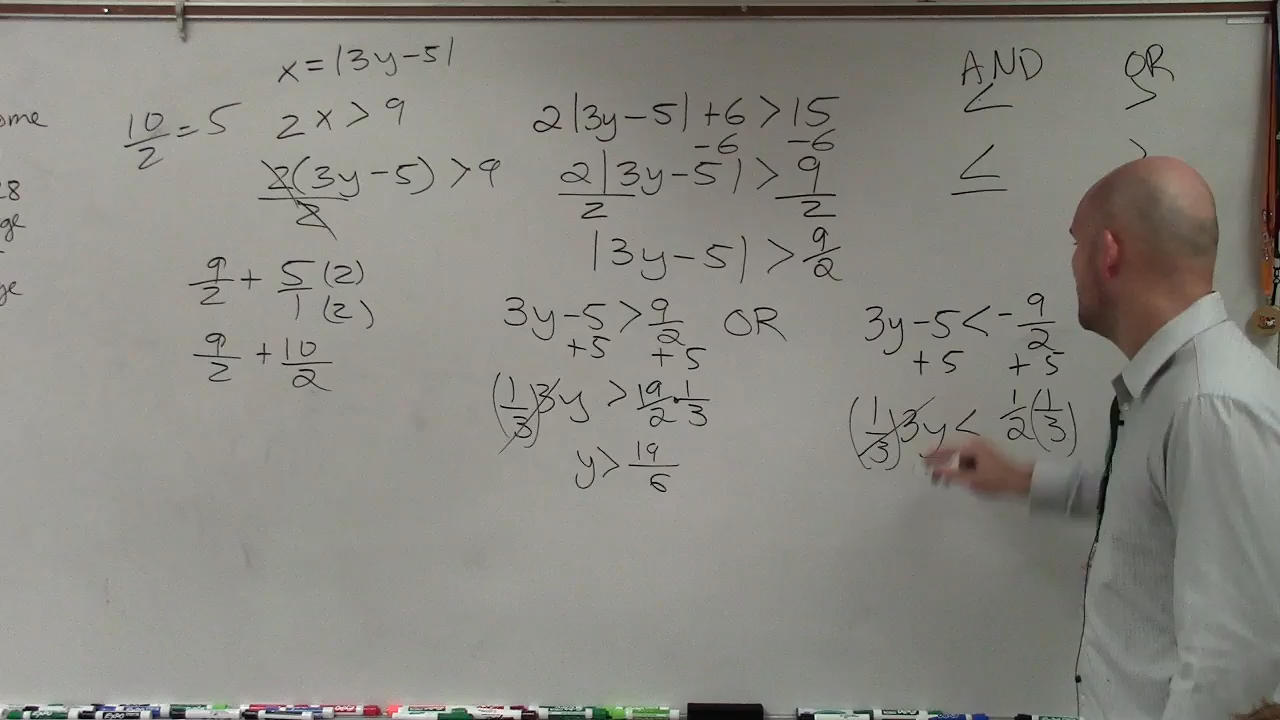 x = |3y-5|
10/2 = 5
2x > 9
2(3y-5)/2 > 9
9/2 + 5(2)/1(2)
9/2 + 10/2
2|3y-5| + 6 > 15
-6 -6
2|3y-5|/2 > 9/2
|3y-5| > 9/2
3y-5 > 9/2 OR 3y-5 < -9/2
+5 +5 +5 +5
(1/3)3y > 19/2 · 1/3
(1/3)3y < 1/2(1/3)
y > 19/6
AND OR
< >
≤
ome
28
ge